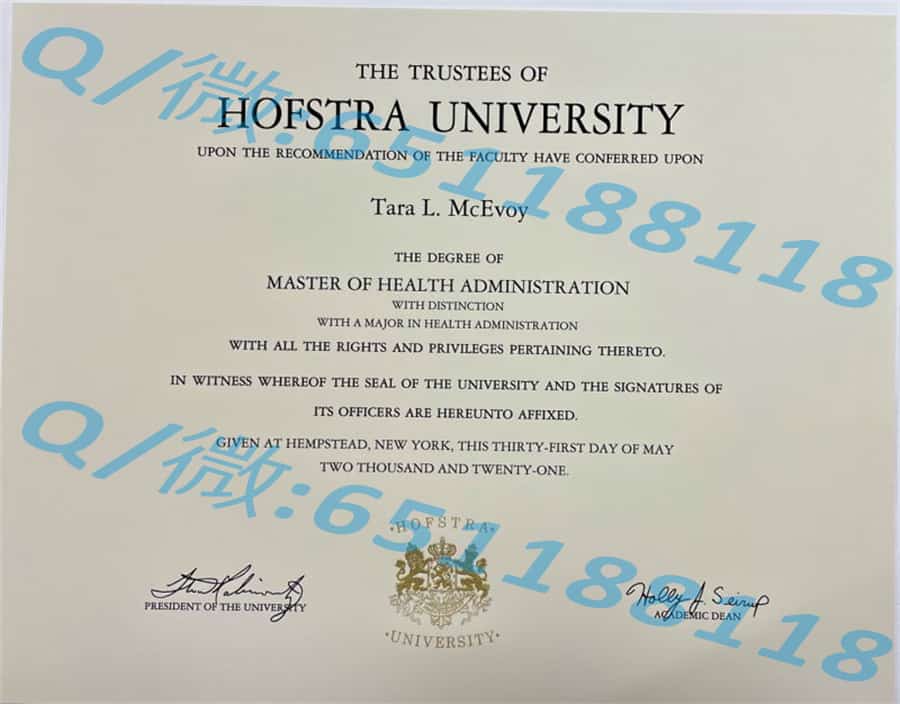 THE TRUSTEES OF
HOFSTRA UNIVERSITY
UPON THE RECOMMENDATION OF THE FACULTY HAVE CONFERRED UPON
Tara L. McEvoy
THE DEGREE OF
MASTER OF HEALTH ADMINISTRATION
WITH DISTINCTION
WITH A MAJOR IN HEALTH ADMINISTRATION
WITH ALL THE RIGHTS AND PRIVILEGES PERTAINING THERETO.
IN WITNESS WHEREOF THE SEAL OF THE UNIVERSITY AND THE SIGNATURES OF
ITS OFFICERS ARE HEREUNTO AFFIXED.
GIVEN AT HEMPSTEAD, NEW YORK, THIS THIRTY-FIRST DAY OF MAY
TWO THOUSAND AND TWENTY-ONE.
·HOFSTRA·
·UNIVERSITY·
PRESIDENT OF THE UNIVERSITY
Holly J. Seirup
ACADEMIC DEAN
Q/微:651188118
Q/微:651188118